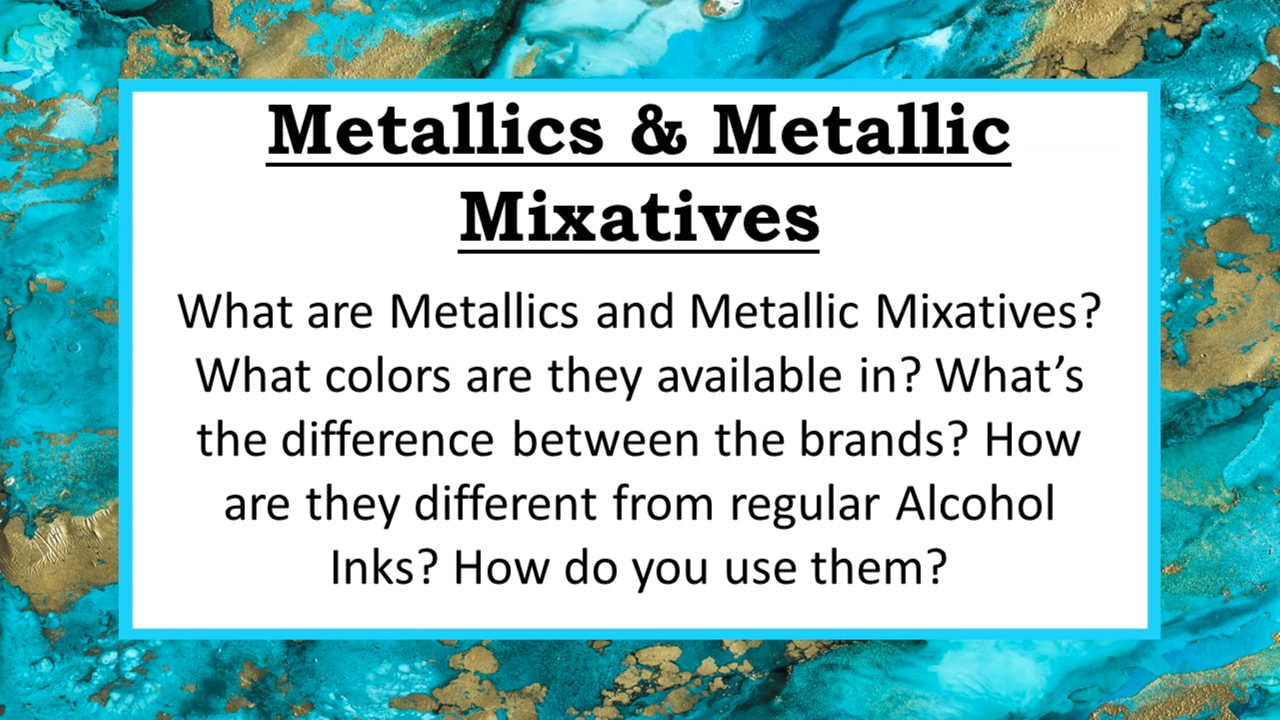 Metallics & Metallic
Mixatives
What are Metallics and Metallic Mixatives?
What colors are they available in? What’s
the difference between the brands? How
are they different from regular Alcohol
Inks? How do you use them?